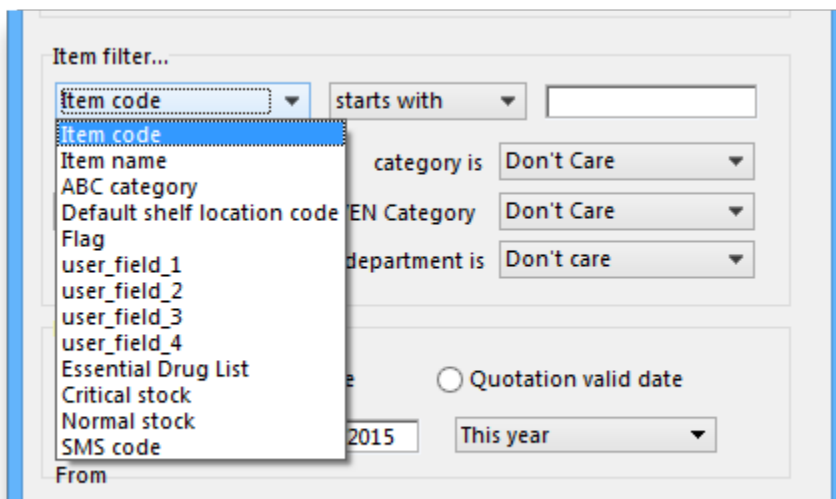 Item filter...
Item code starts with
Item code
Item name
category is Don't Care
ABC category
Default shelf location code EN Category Don't Care
Flag
user_field_1 department is Don't care
user_field_2
user_field_3
user_field_4
Essential Drug List
Quotation valid date
Critical stock
Normal stock
2015 This year
SMS code
From